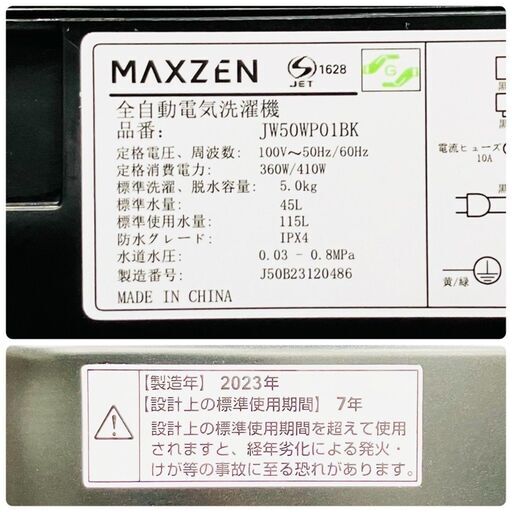 MAXZEN
S
JET
1628
G
全自動電気洗濯機
品番: JW50WP01BK
定格電圧、周波数: 100V～50Hz/60Hz
定格消費電力: 360W/410W
標準洗濯、脱水容量: 5.0kg
標準水量: 45L
標準使用水量: 115L
防水グレード: IPX4
水道水圧: 0.03 - 0.8MPa
製造番号: J50B23120486
MADE IN CHINA
黒
電流ヒューズ
10A
黄/緑
【製造年】 2023年
【設計上の標準使用期間】 7年
設計上の標準使用期間を超えて使用
されますと、経年劣化による発火・
けが等の事故に至る恐れがあります。